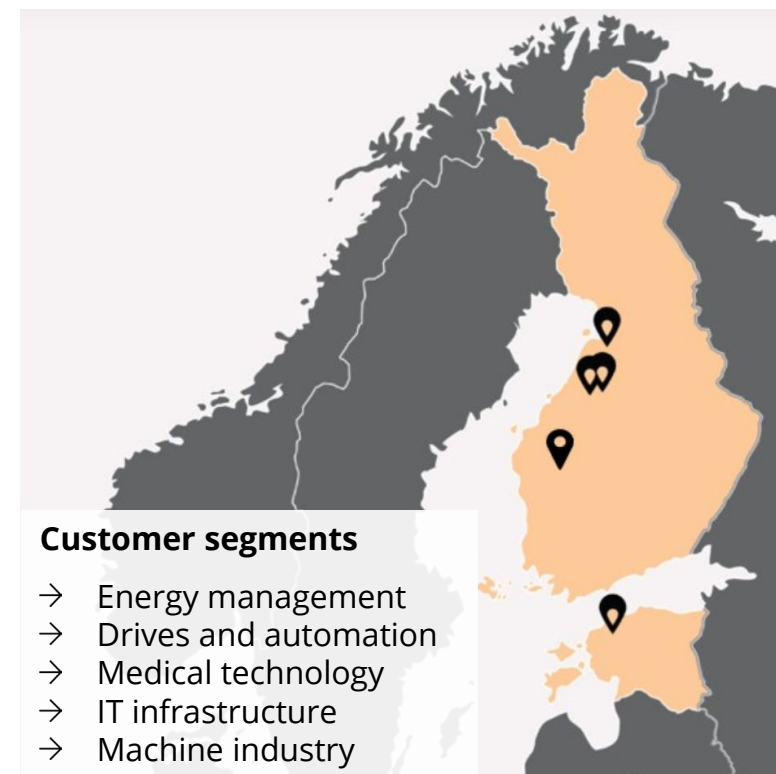 Customer segments
→ Energy management
→ Drives and automation
→ Medical technology
→ IT infrastructure
→ Machine industry